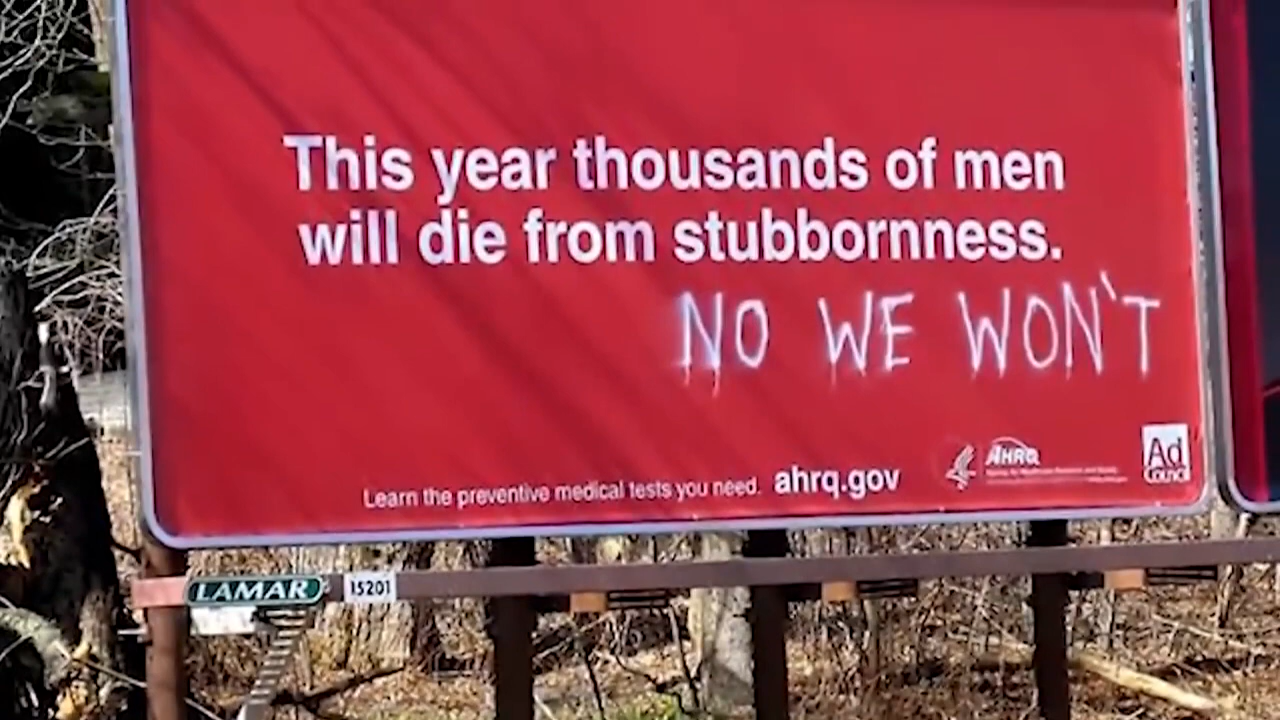 This year thousands of men
will die from stubbornness.
NO WE WON'T
Learn the preventive medical tests you need. ahrq.gov
AHRQ
Ad
Council
LAMAR
15201